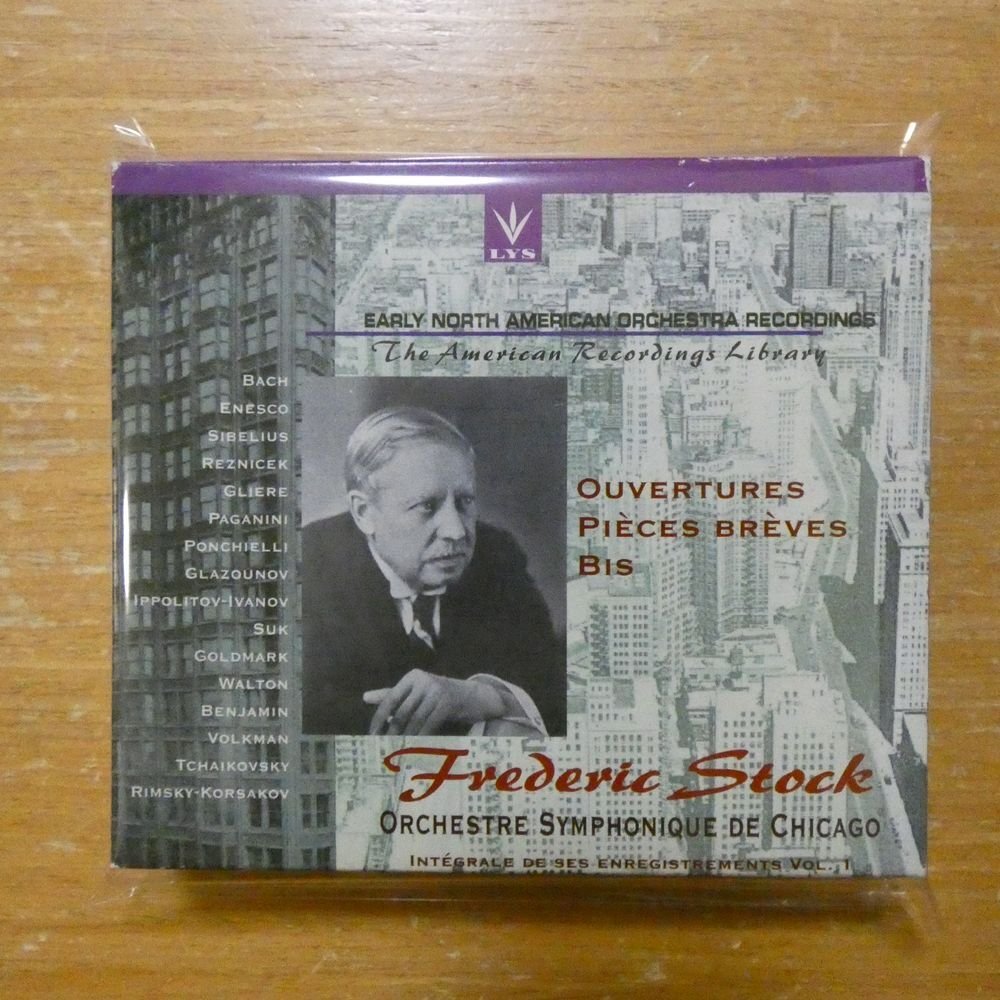 LYS
EARLY NORTH AMERICAN ORCHESTRA RECORDINGS
The American Recordings Library
BACH
ENESCO
SIBELIUS
REZNICEK
GLIERE
PAGANINI
PONCHIELLI
GLAZOUNOV
IPPOLITOV-IVANOV
SUK
GOLDMARK
WALTON
BENJAMIN
VOLKMAN
TCHAIKOVSKY
RIMSKY-KORSAKOV
OUVERTURES
PIÈCES BRÈVES
BIS
Frederic Stock
ORCHESTRE SYMPHONIQUE DE CHICAGO
INTÉGRALE DE SES ENREGISTREMENTS VOL. 1